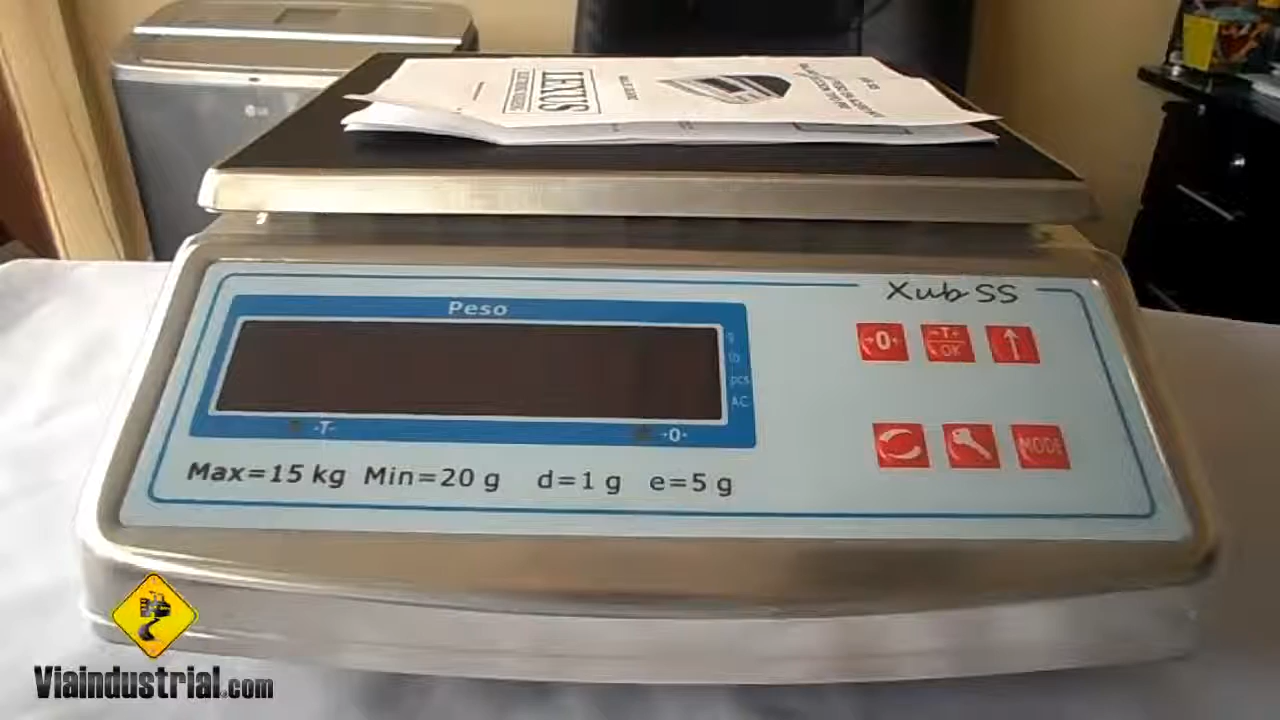 LEXUS
LG
Xub SS
Peso
g
lb
pcs
AC
→0←
→T←
OK
-T-
-0-
MODE
Max=15 kg Min=20 g d=1 g e=5 g
Viaindustrial.com